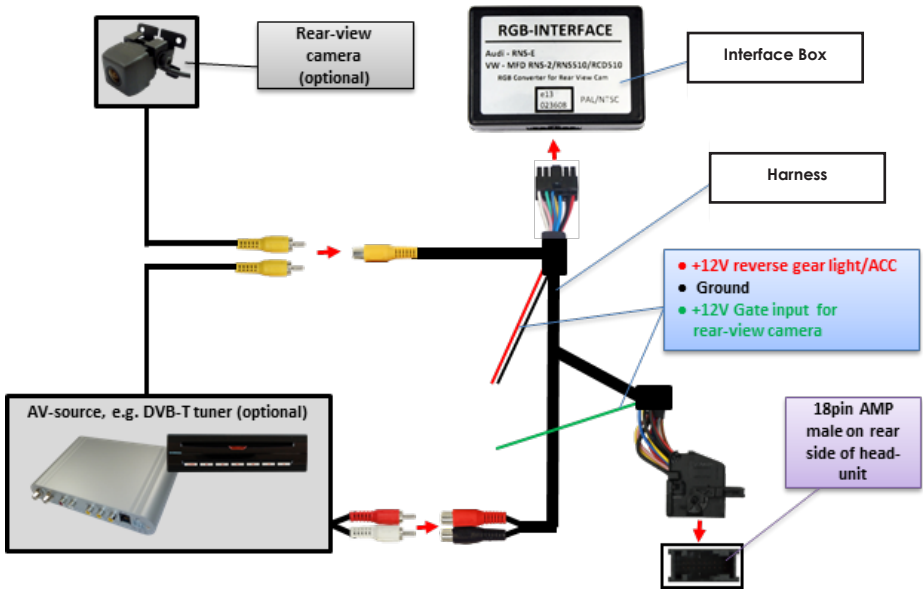 Rear-view
camera
(optional)
RGB-INTERFACE
Audi - RNS-E
VW - MFD RNS-2/RNS510/RCD510
RGB Converter for Rear View Cam
e13
023608
PAL/NTSC
Interface Box
Harness
● +12V reverse gear light/ACC
● Ground
● +12V Gate input for
rear-view camera
AV-source, e.g. DVB-T tuner (optional)
18pin AMP
male on rear
side of head-
unit